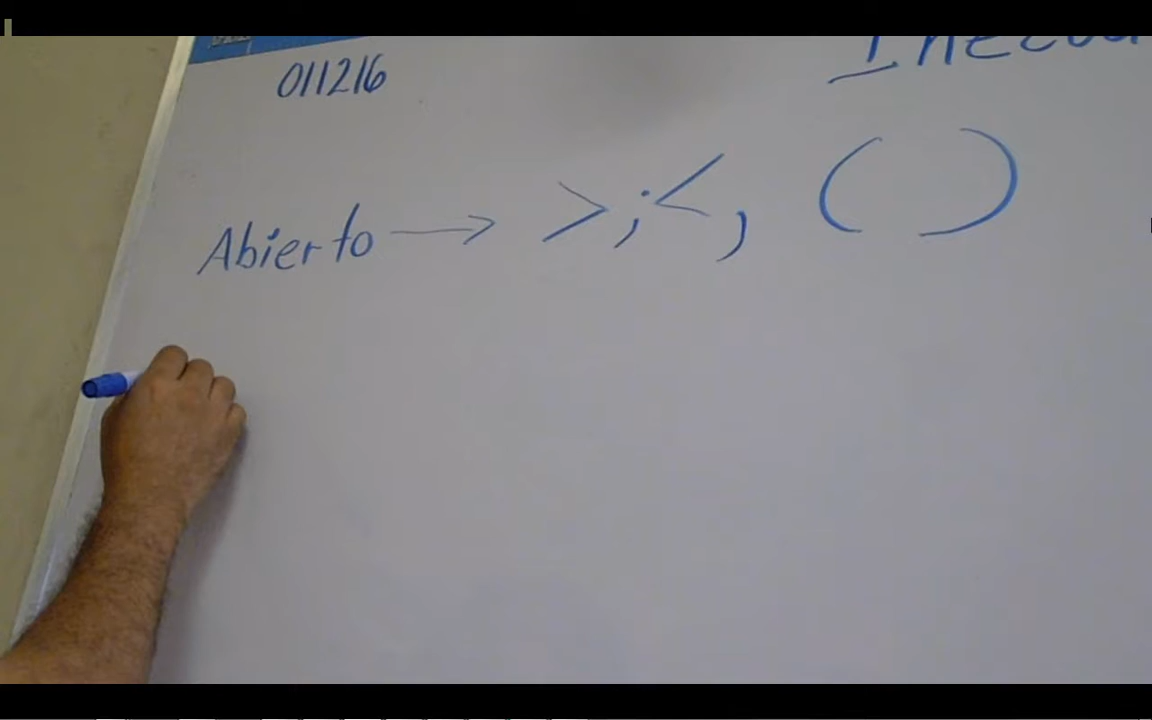 011216
Abierto → > ; < , ( )